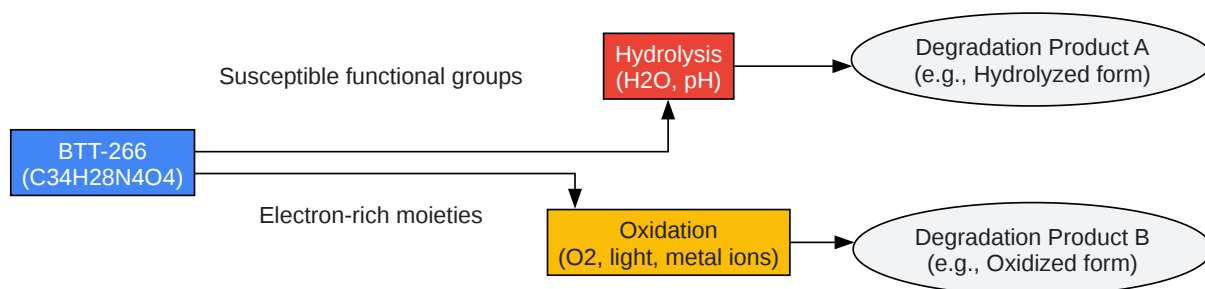 Susceptible functional groups
Hydrolysis
(H2O, pH)
Degradation Product A
(e.g., Hydrolyzed form)
BTT-266
(C34H28N4O4)
Electron-rich moieties
Oxidation
(O2, light, metal ions)
Degradation Product B
(e.g., Oxidized form)